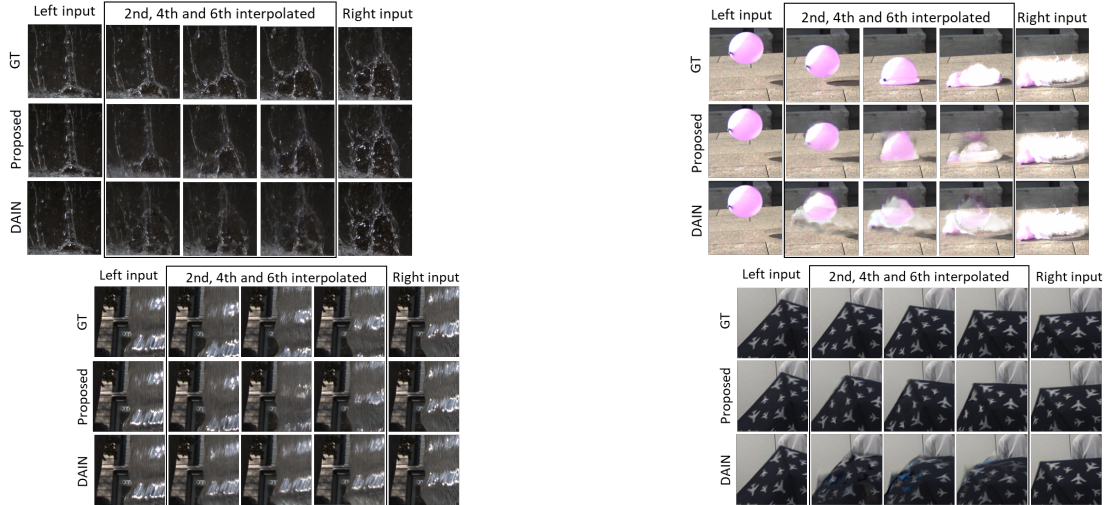 Left input 2nd, 4th and 6th interpolated Right input
GT
Proposed
DAIN
Left input 2nd, 4th and 6th interpolated Right input
GT
Proposed
DAIN
Left input 2nd, 4th and 6th interpolated Right input
GT
Proposed
DAIN
Left input 2nd, 4th and 6th interpolated Right input
GT
Proposed
DAIN